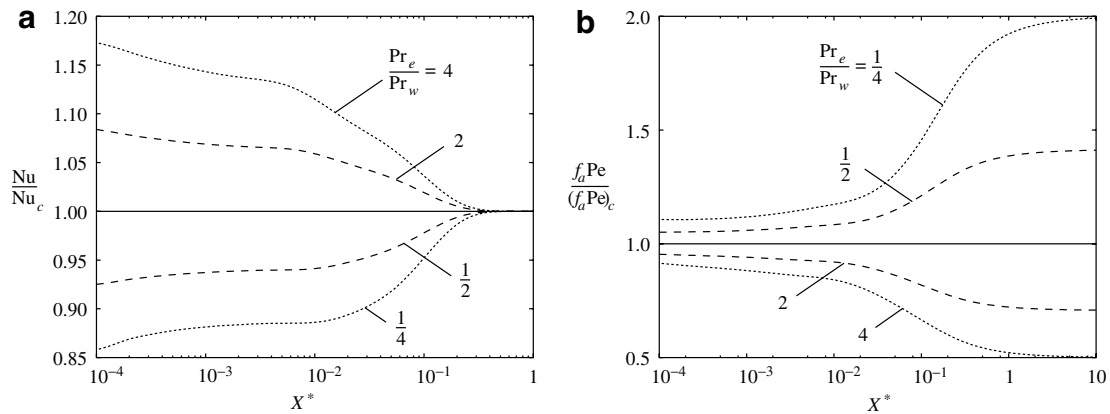 a
1.20
1.15
1.10
1.05
1.00
0.95
0.90
0.85
Nu
Nu_c
Pr_e
Pr_w = 4
2
1/2
1/4
10^−4 10^−3 10^−2 10^−1 1
X*
b
2.0
1.5
1.0
0.5
f_a Pe
(f_a Pe)_c
Pr_e
Pr_w = 1/4
1/2
2
4
10^−4 10^−3 10^−2 10^−1 1 10
X*